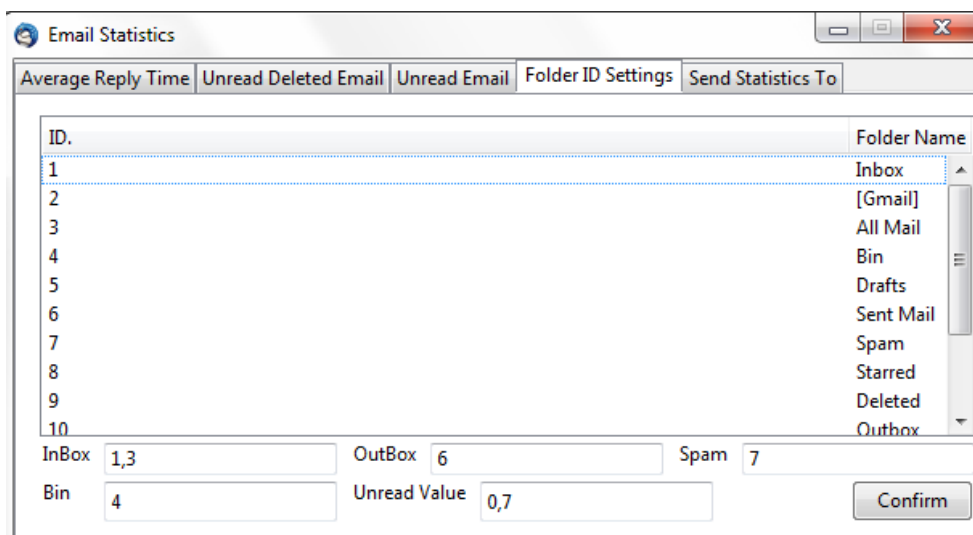 Email Statistics
Average Reply Time Unread Deleted Email Unread Email Folder ID Settings Send Statistics To
ID. Folder Name
1 Inbox
2 [Gmail]
3 All Mail
4 Bin
5 Drafts
6 Sent Mail
7 Spam
8 Starred
9 Deleted
10 Outbox
InBox 1,3 OutBox 6 Spam 7
Bin 4 Unread Value 0,7 Confirm